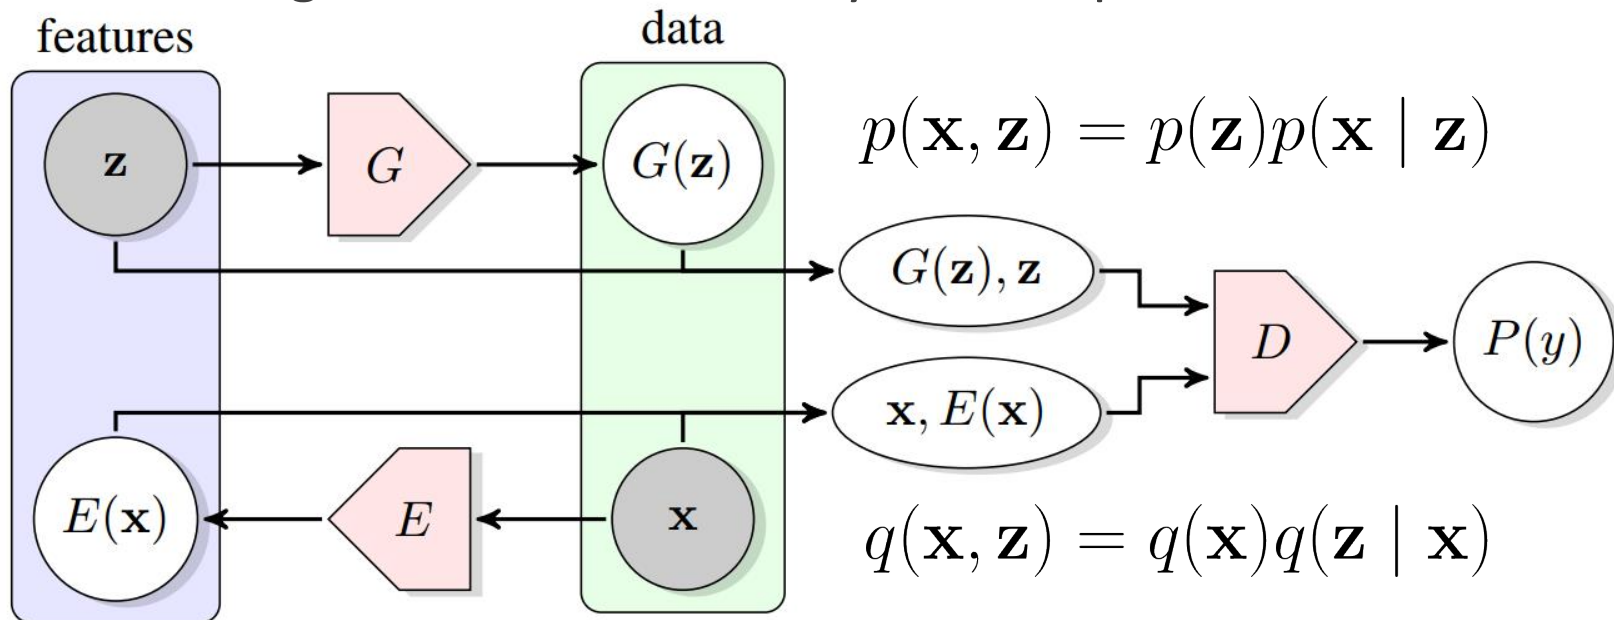 features
data
z
G
G(z)
p(x, z) = p(z)p(x | z)
G(z), z
D
P(y)
x, E(x)
E(x)
E
x
q(x, z) = q(x)q(z | x)